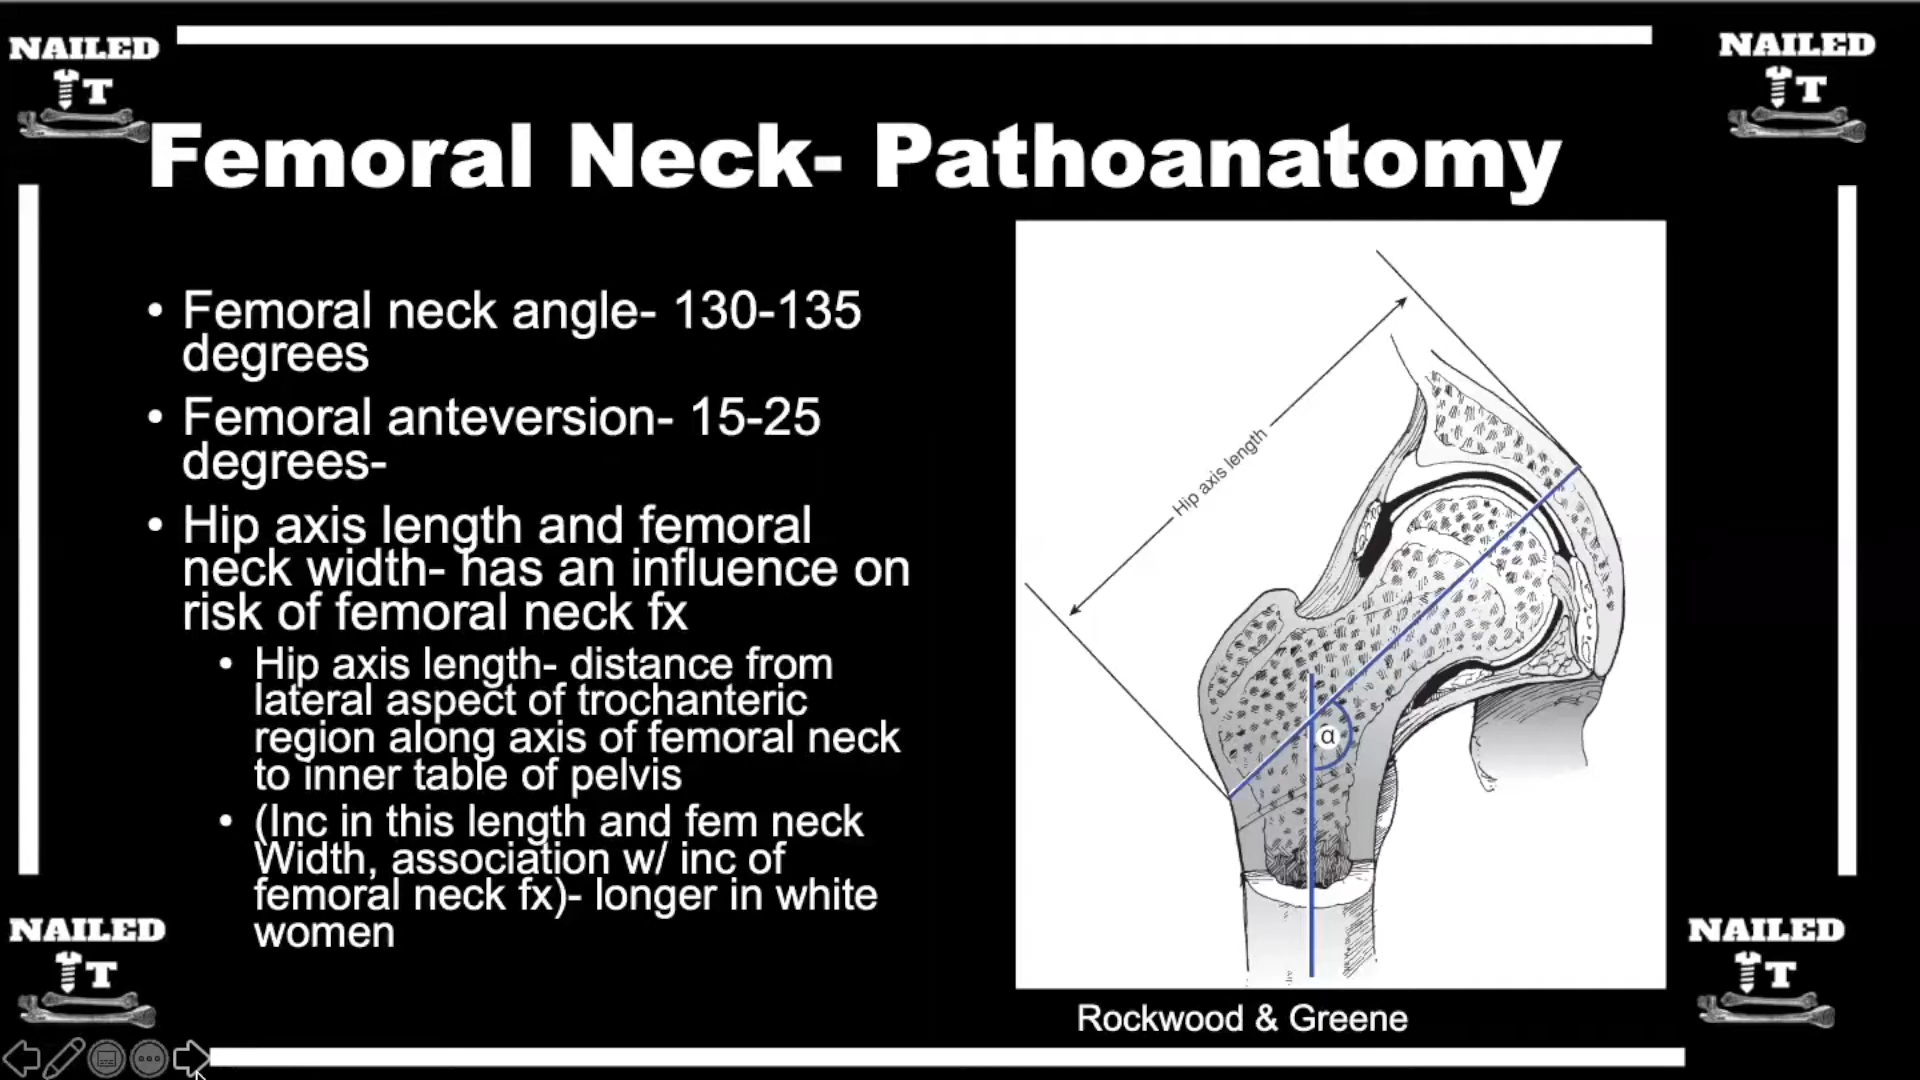 NAILED
IT
NAILED
IT
Femoral Neck- Pathoanatomy
• Femoral neck angle- 130-135
degrees
• Femoral anteversion- 15-25
degrees-
• Hip axis length and femoral
neck width- has an influence on
risk of femoral neck fx
• Hip axis length- distance from
lateral aspect of trochanteric
region along axis of femoral neck
to inner table of pelvis
• (Inc in this length and fem neck
Width, association w/ inc of
femoral neck fx)- longer in white
women
Hip axis length
α
Rockwood & Greene
NAILED
IT
NAILED
IT